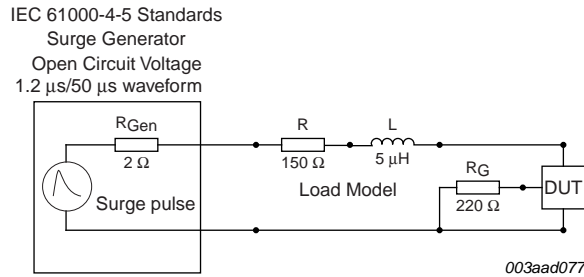 IEC 61000-4-5 Standards
Surge Generator
Open Circuit Voltage
1.2 μs/50 μs waveform
RGen
2 Ω
Surge pulse
R
150 Ω
L
5 μH
Load Model
RG
220 Ω
DUT
003aad077